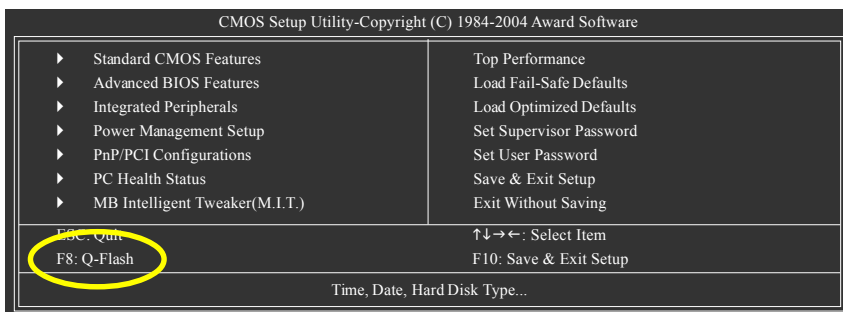 CMOS Setup Utility-Copyright (C) 1984-2004 Award Software
Standard CMOS Features
Advanced BIOS Features
Integrated Peripherals
Power Management Setup
PnP/PCI Configurations
PC Health Status
MB Intelligent Tweaker(M.I.T.)
Top Performance
Load Fail-Safe Defaults
Load Optimized Defaults
Set Supervisor Password
Set User Password
Save & Exit Setup
Exit Without Saving
ESC: Quit
↑↓→←: Select Item
F8: Q-Flash
F10: Save & Exit Setup
Time, Date, Hard Disk Type...